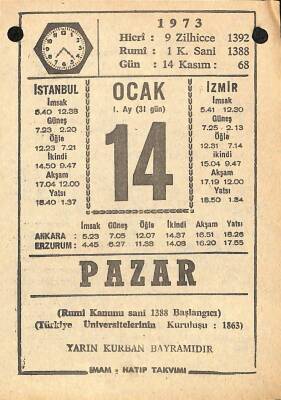 1973
Hicrî : 9 Zilhicce 1392
Rumî : 1 K. Sani 1388
Gün : 14 Kasım : 68
İSTANBUL
İmsak
5.40 12.38
Güneş
7.23 2.20
Öğle
12.23 7.21
İkindi
14.50 9.47
Akşam
17.04 12.00
Yatsı
18.40 1.37
OCAK
1. Ay (31 gün)
14
İZMİR
İmsak
5.41 12.30
Güneş
7.25 2.13
Öğle
12.31 7.14
İkindi
15.04 9.47
Akşam
17.19 12.00
Yatsı
18.54 1.34
İmsak Güneş Öğle İkindi Akşam Yatsı
ANKARA : 5.23 7.05 12.07 14.37 16.51 18.26
ERZURUM : 4.45 6.27 11.38 14.08 16.20 17.55
PAZAR
(Rumi Kanunu sani 1388 Başlangıcı)
(Türkiye Üniversitelerinin Kuruluşu : 1863)
YARIN KURBAN BAYRAMIDIR
İMAM - HATİP TAKVİMİ